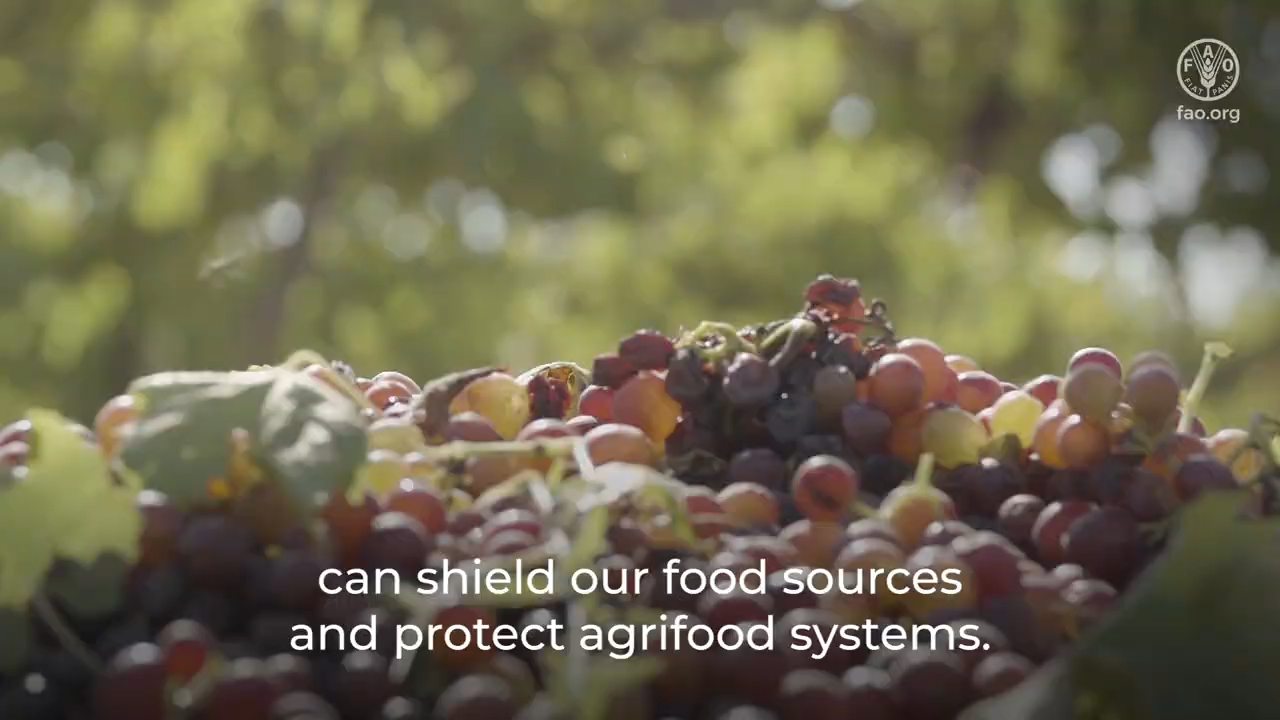 F A O
FIAT PANIS
fao.org
can shield our food sources
and protect agrifood systems.